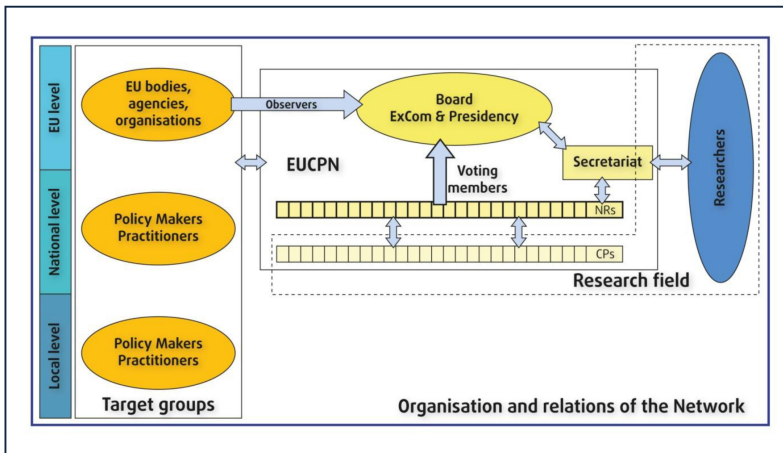 EU level
National level
Local level
EU bodies,
agencies,
organisations
Policy Makers
Practitioners
Policy Makers
Practitioners
Target groups
Observers
Board
ExCom & Presidency
EUCPN
Voting
members
Secretariat
NRs
CPs
Researchers
Research field
Organisation and relations of the Network